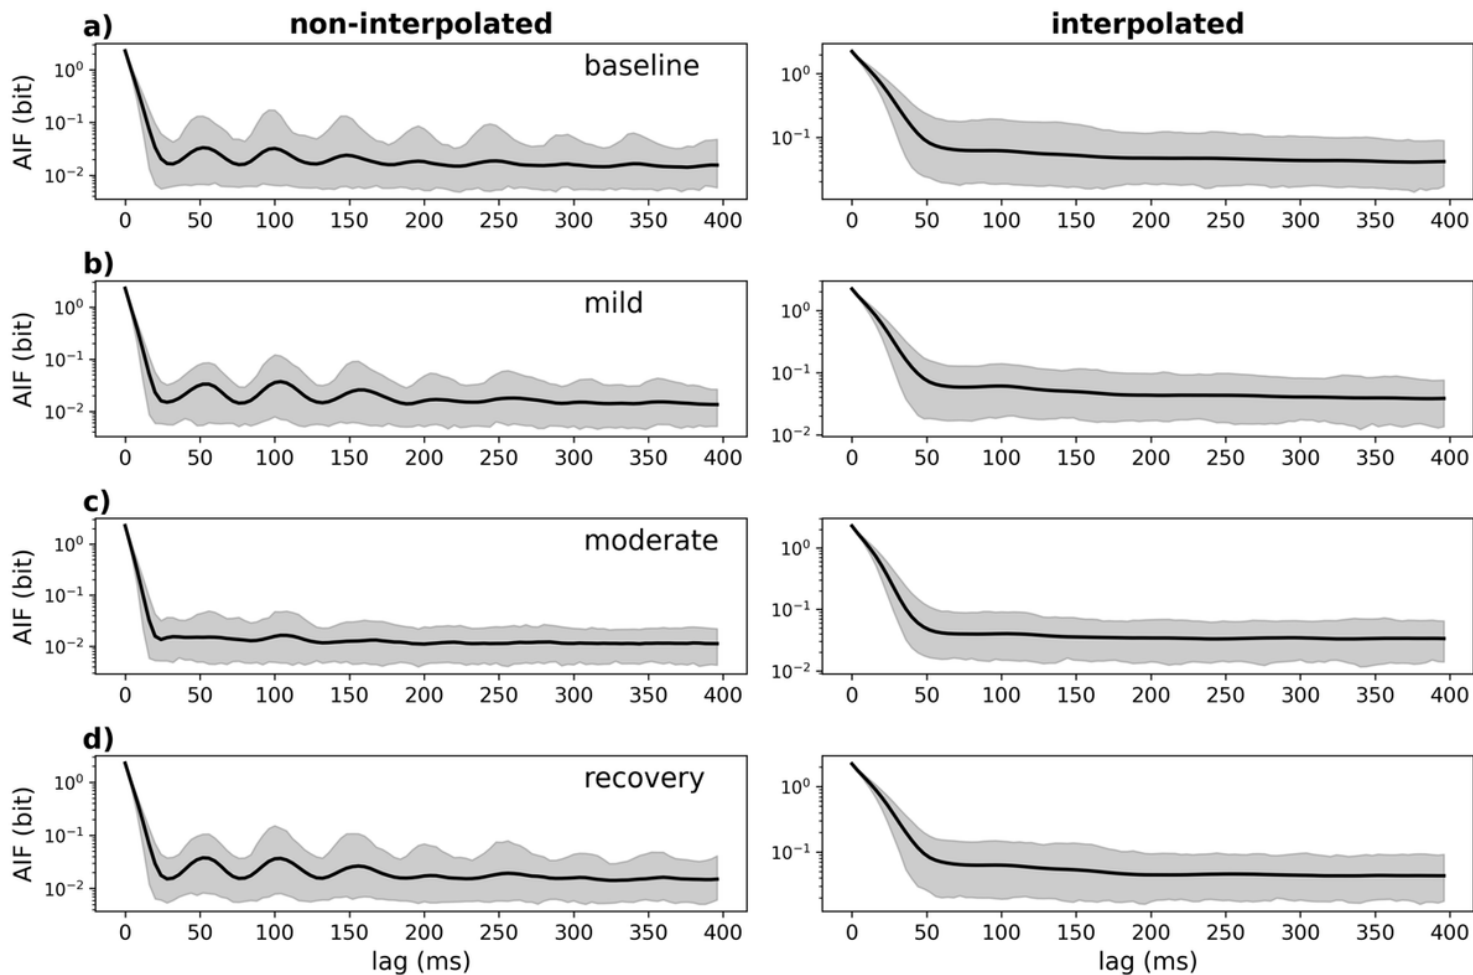 a) non-interpolated interpolated
AIF (bit) 10⁰ 10⁻¹ 10⁻² baseline 10⁰ 10⁻¹
0 50 100 150 200 250 300 350 400 0 50 100 150 200 250 300 350 400
b)
AIF (bit) 10⁰ 10⁻¹ 10⁻² mild 10⁰ 10⁻¹ 10⁻²
0 50 100 150 200 250 300 350 400 0 50 100 150 200 250 300 350 400
c)
AIF (bit) 10⁰ 10⁻¹ 10⁻² moderate 10⁰ 10⁻¹ 10⁻²
0 50 100 150 200 250 300 350 400 0 50 100 150 200 250 300 350 400
d)
AIF (bit) 10⁰ 10⁻¹ 10⁻² recovery 10⁰ 10⁻¹
0 50 100 150 200 250 300 350 400 0 50 100 150 200 250 300 350 400
lag (ms) lag (ms)